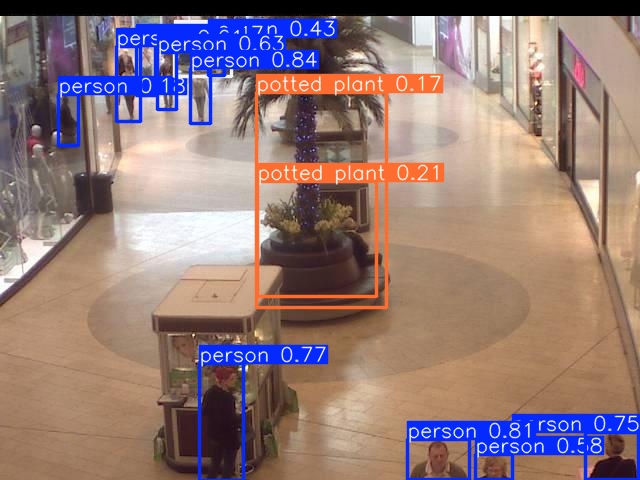 0.43
person 0.63
person 0.84
person 0.18
potted plant 0.17
potted plant 0.21
person 0.77
person 0.81
rson 0.75
person 0.58